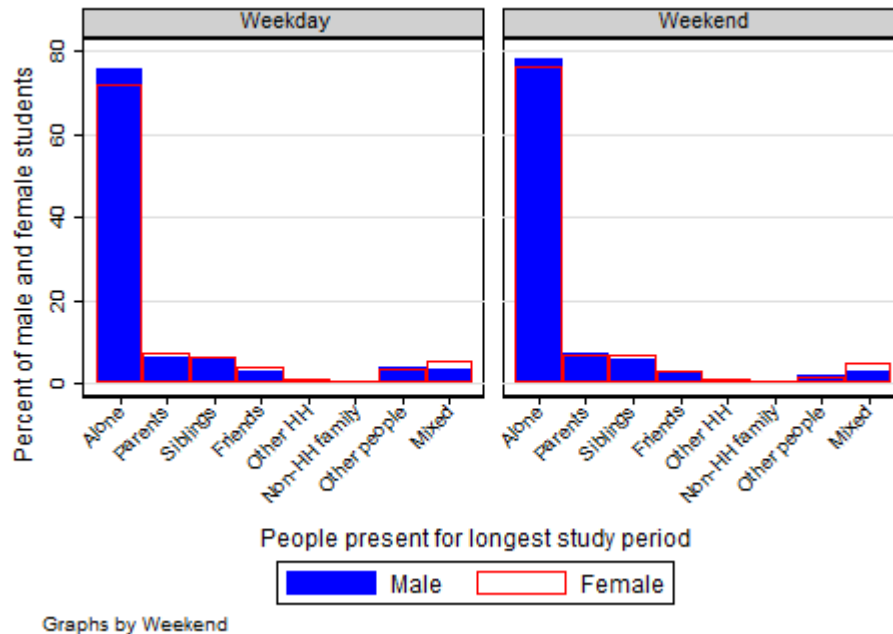 Weekday
Weekend
Percent of male and female students
80
60
40
20
0
Alone
Parents
Siblings
Friends
Other HH
Non-HH family
Other people
Mixed
Alone
Parents
Siblings
Friends
Other HH
Non-HH family
Other people
Mixed
People present for longest study period
Male Female
Graphs by Weekend